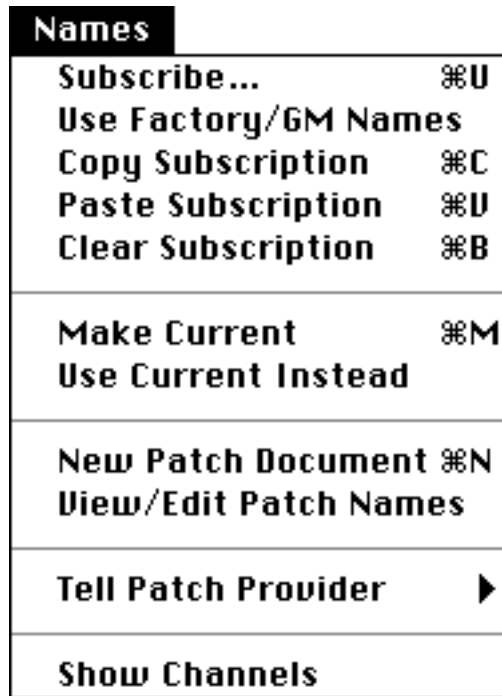 Names
Subscribe... ⌘U
Use Factory/GM Names
Copy Subscription ⌘C
Paste Subscription ⌘V
Clear Subscription ⌘B
Make Current ⌘M
Use Current Instead
New Patch Document ⌘N
View/Edit Patch Names
Tell Patch Provider ▶
Show Channels